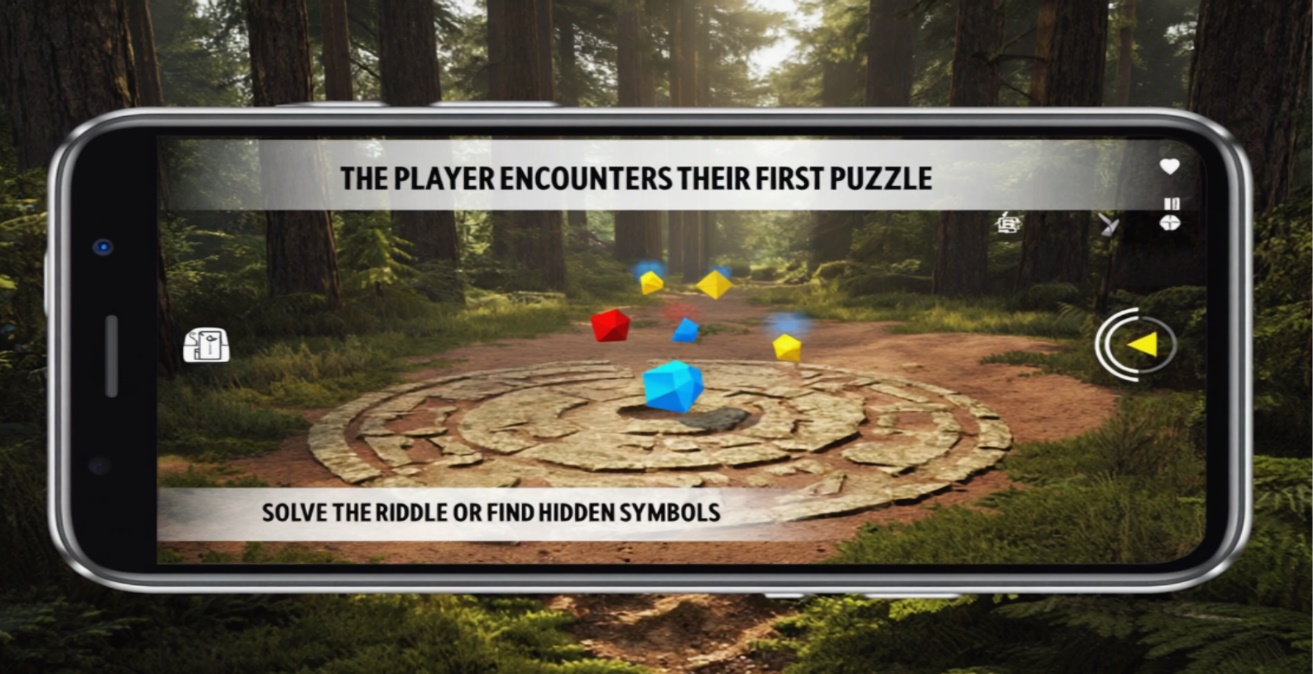 THE PLAYER ENCOUNTERS THEIR FIRST PUZZLE
SOLVE THE RIDDLE OR FIND HIDDEN SYMBOLS